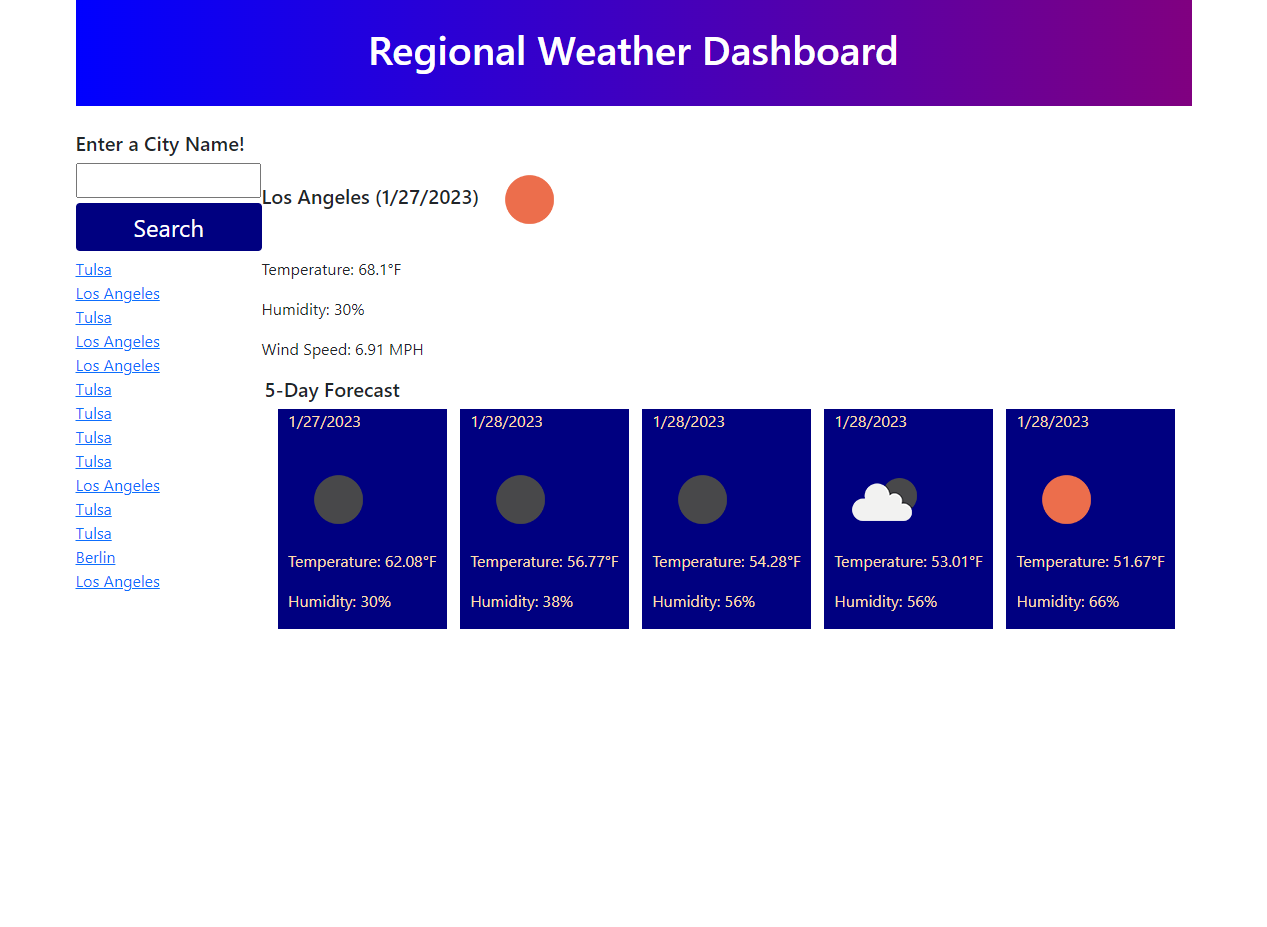 Regional Weather Dashboard
Enter a City Name!
Search
Tulsa
Los Angeles
Tulsa
Los Angeles
Los Angeles
Tulsa
Tulsa
Tulsa
Tulsa
Los Angeles
Tulsa
Tulsa
Berlin
Los Angeles
Los Angeles (1/27/2023)
Temperature: 68.1°F
Humidity: 30%
Wind Speed: 6.91 MPH
5-Day Forecast
1/27/2023
Temperature: 62.08°F
Humidity: 30%
1/28/2023
Temperature: 56.77°F
Humidity: 38%
1/28/2023
Temperature: 54.28°F
Humidity: 56%
1/28/2023
Temperature: 53.01°F
Humidity: 56%
1/28/2023
Temperature: 51.67°F
Humidity: 66%